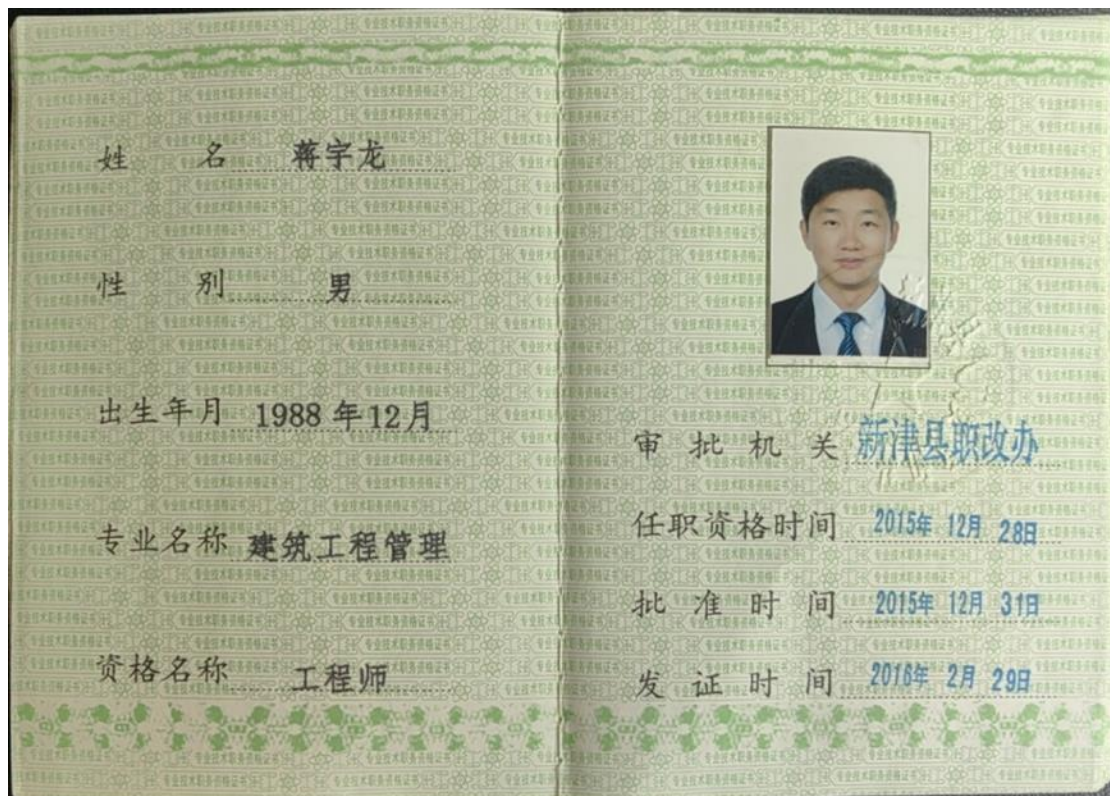 姓名 蒋宇龙
性别 男
出生年月 1988年12月
专业名称 建筑工程管理
资格名称 工程师
审批机关 新津县职改办
任职资格时间 2015年 12月 28日
批准时间 2015年 12月 31日
发证时间 2016年 2月 29日